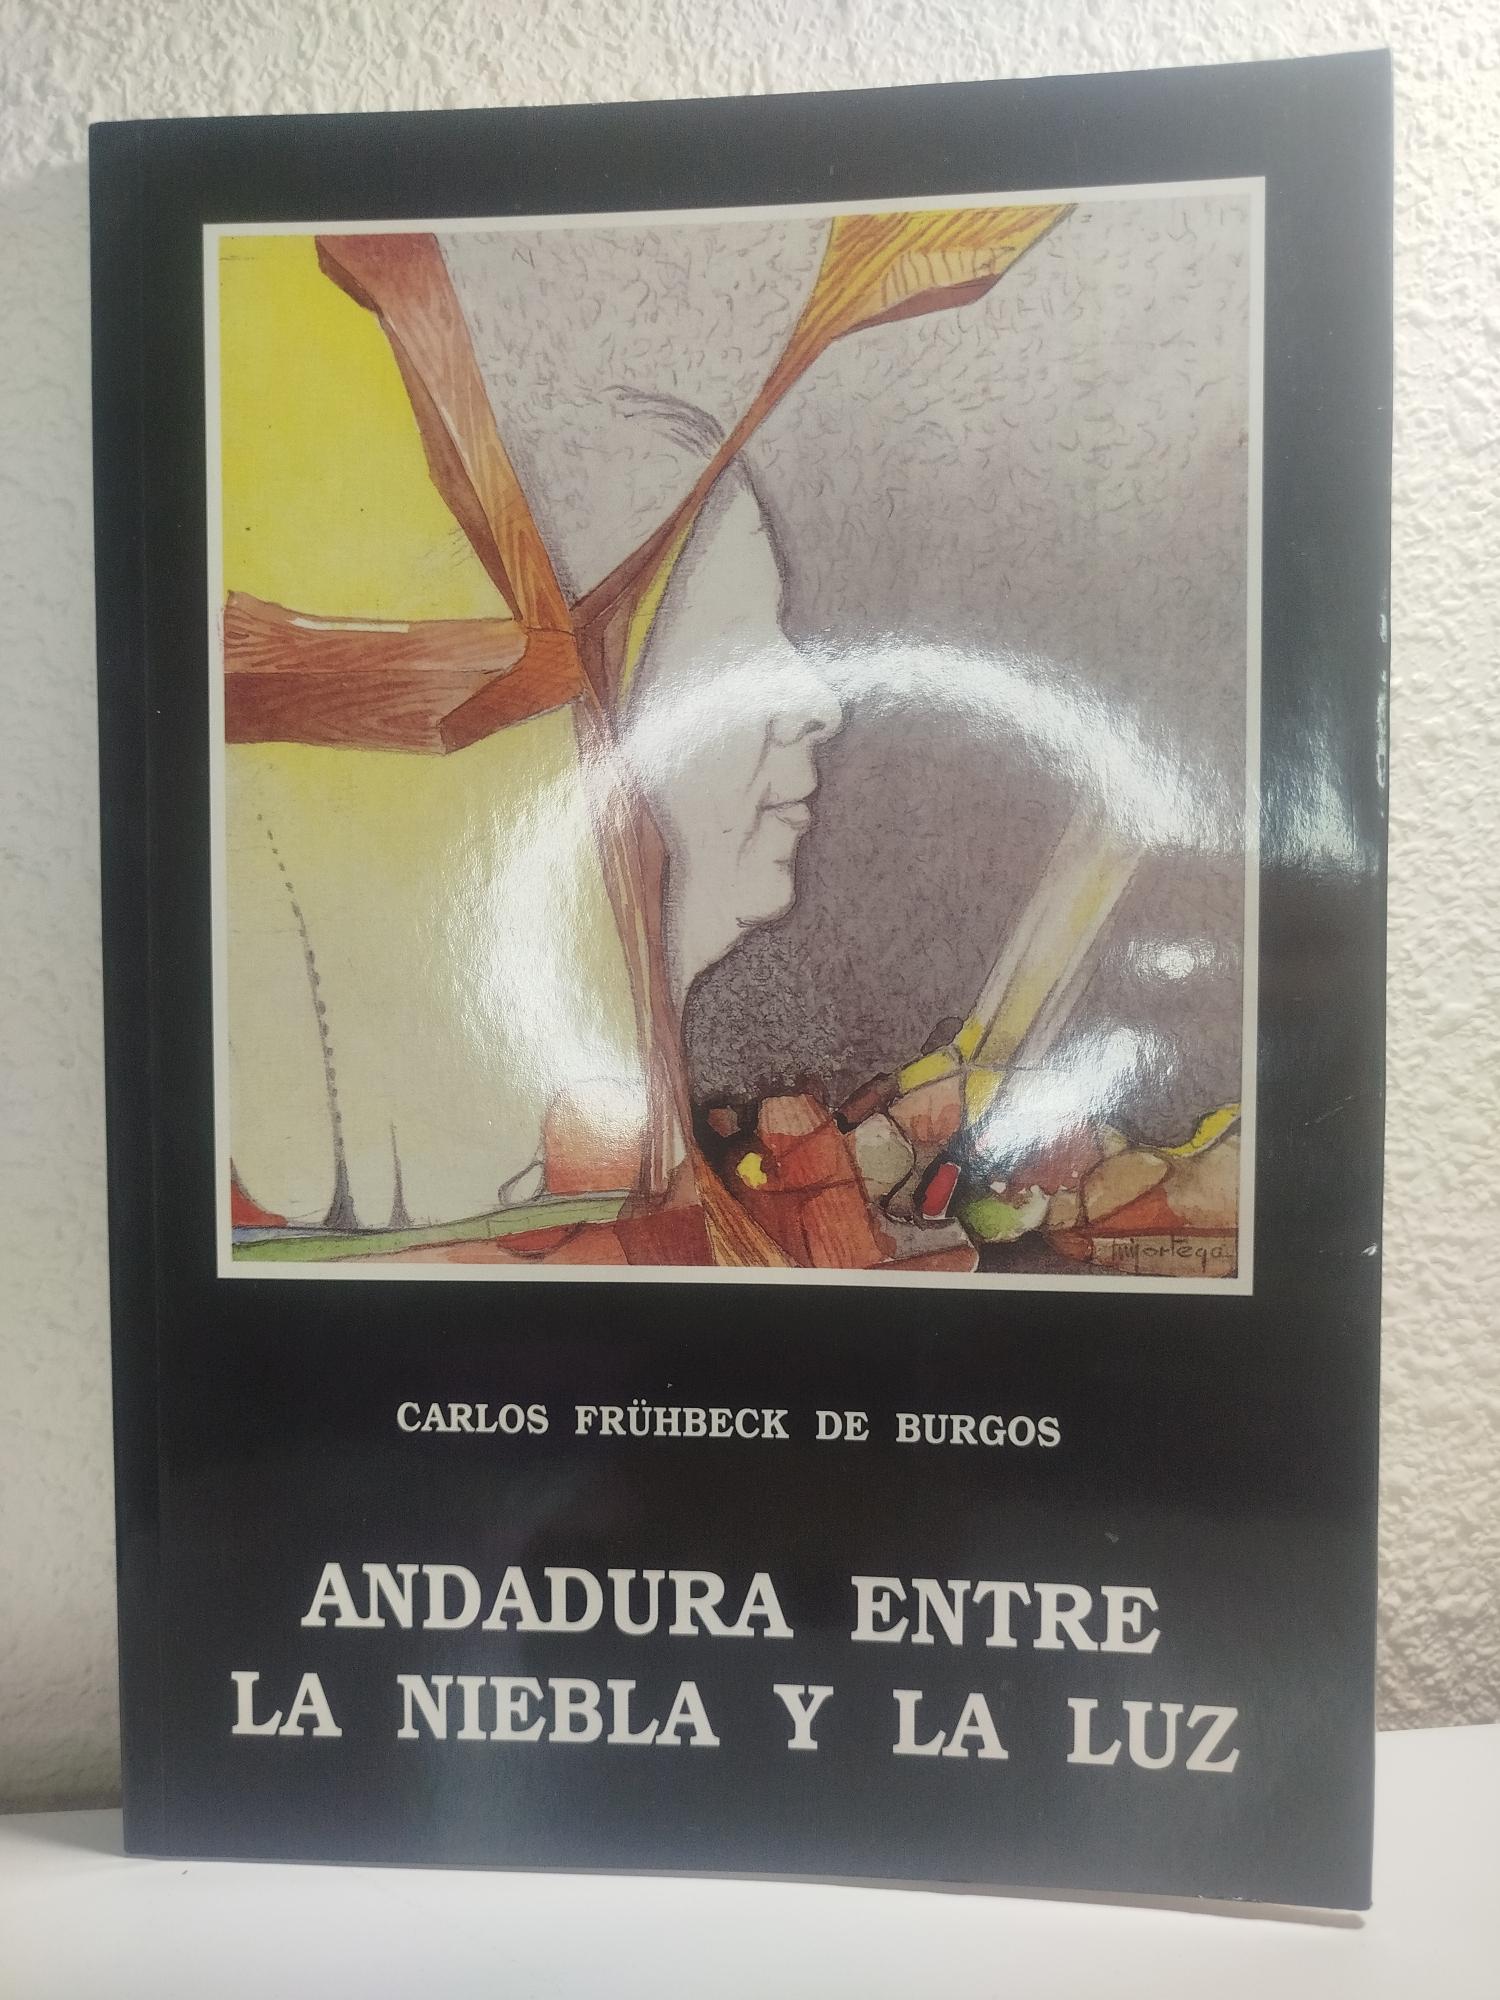 CARLOS FRÜHBECK DE BURGOS
ANDADURA ENTRE
LA NIEBLA Y LA LUZ